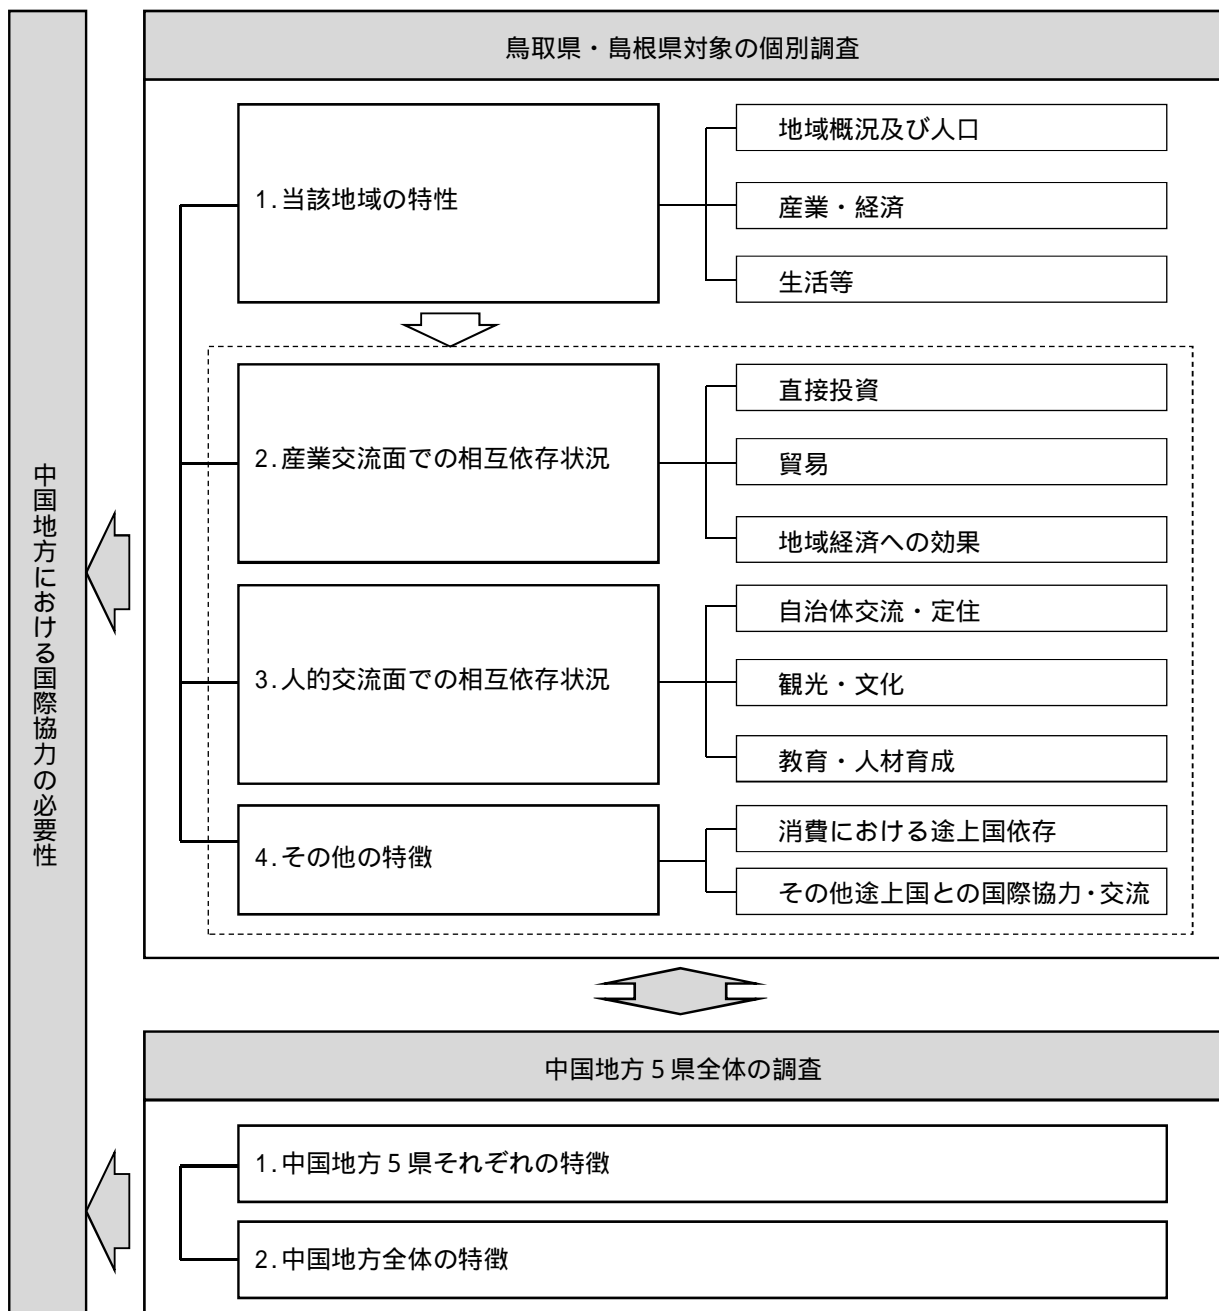 鳥取県・島根県対象の個別調査
1.当該地域の特性
地域概況及び人口
産業・経済
生活等
2.産業交流面での相互依存状況
直接投資
貿易
地域経済への効果
3.人的交流面での相互依存状況
自治体交流・定住
観光・文化
教育・人材育成
4.その他の特徴
消費における途上国依存
その他途上国との国際協力・交流
中国地方における国際協力の必要性
中国地方5県全体の調査
1.中国地方5県それぞれの特徴
2.中国地方全体の特徴